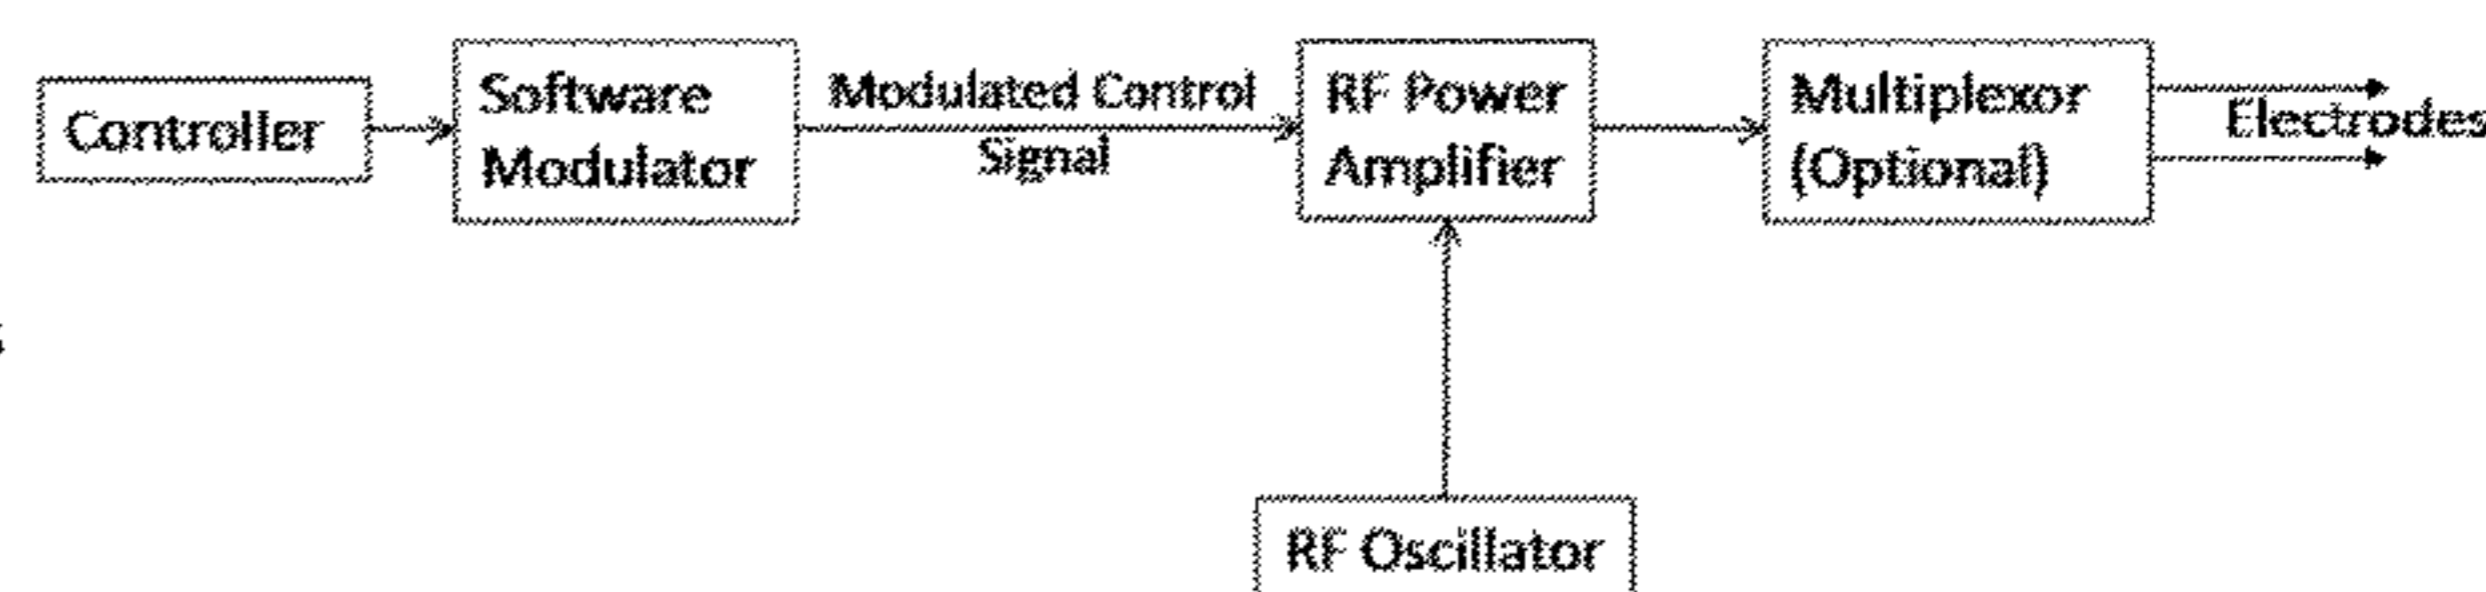 Controller
Software
Modulator
Modulated Control
Signal
RF Power
Amplifier
Multiplexor
(Optional)
Electrodes
RF Oscillator